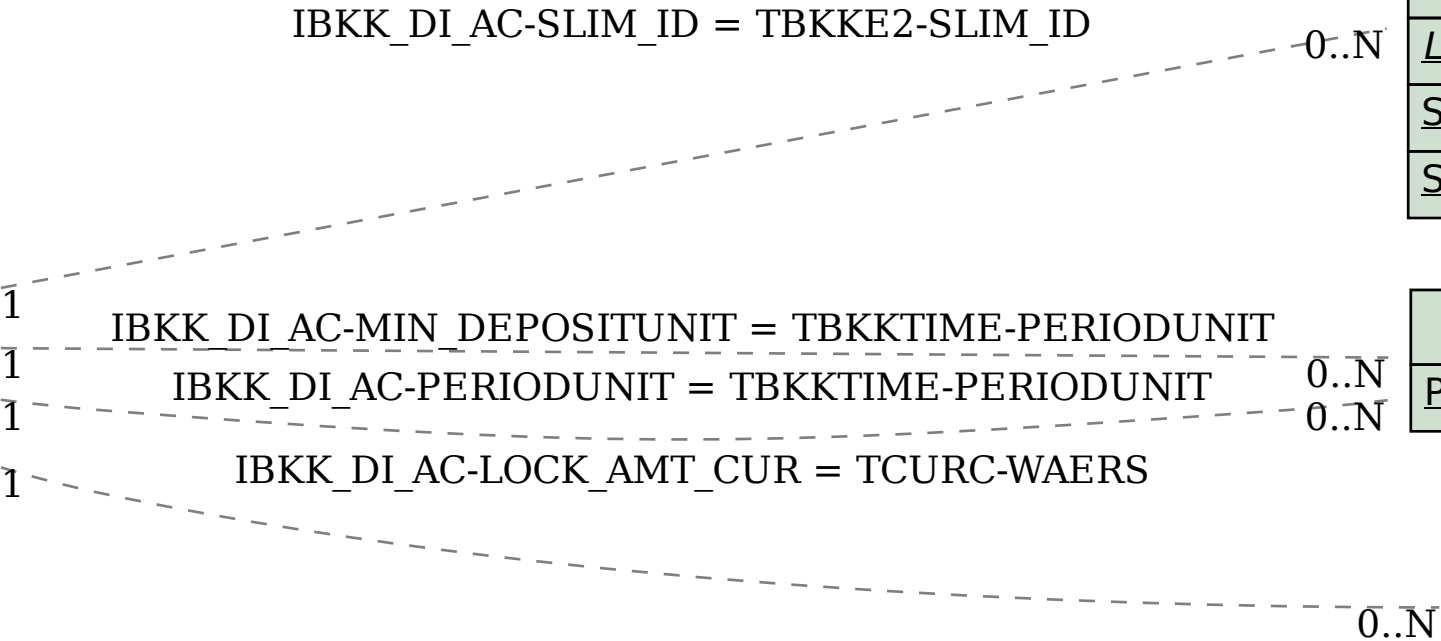 IBKK_DI_AC-SLIM_ID = TBKKE2-SLIM_ID
0..N
1
IBKK_DI_AC-MIN_DEPOSITUNIT = TBKKTIME-PERIODUNIT
1
0..N
IBKK_DI_AC-PERIODUNIT = TBKKTIME-PERIODUNIT
1
0..N
IBKK_DI_AC-LOCK_AMT_CUR = TCURC-WAERS
1
0..N
L
S
S
P